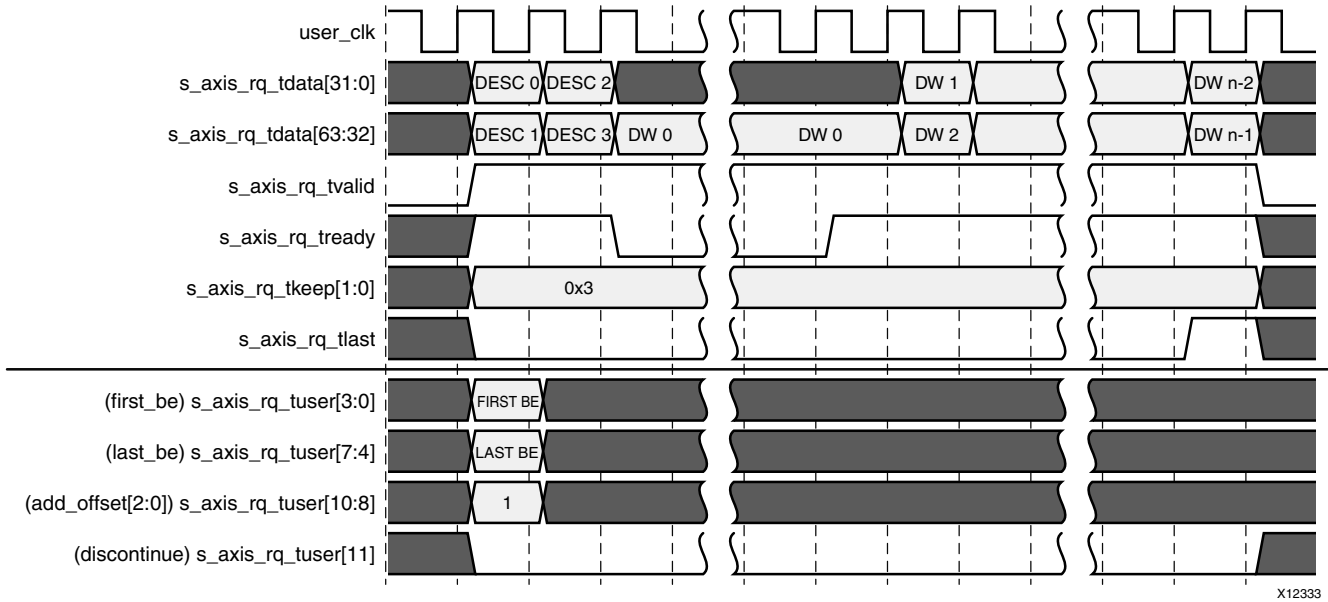 user_clk
s_axis_rq_tdata[31:0] DESC 0 DESC 2 DW 1 DW n-2
s_axis_rq_tdata[63:32] DESC 1 DESC 3 DW 0 DW 0 DW 2 DW n-1
s_axis_rq_tvalid
s_axis_rq_tready
s_axis_rq_tkeep[1:0] 0x3
s_axis_rq_tlast
(first_be) s_axis_rq_tuser[3:0] FIRST BE
(last_be) s_axis_rq_tuser[7:4] LAST BE
(add_offset[2:0]) s_axis_rq_tuser[10:8] 1
(discontinue) s_axis_rq_tuser[11]
X12333